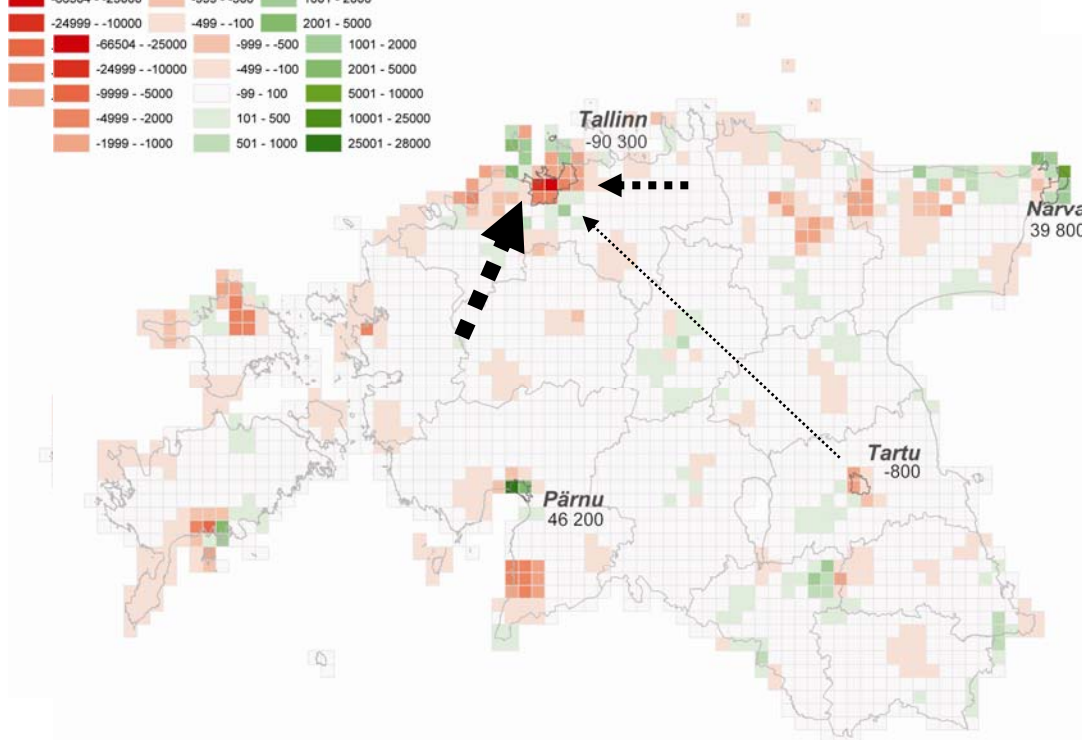 -24999 - -10000 -499 - -100 2001 - 5000
-66504 - -25000 -999 - -500 1001 - 2000
-24999 - -10000 -499 - -100 2001 - 5000
-9999 - -5000 -99 - 100 5001 - 10000
-4999 - -2000 101 - 500 10001 - 25000
-1999 - -1000 501 - 1000 25001 - 28000
Tallinn
-90 300
Narva
39 800
Tartu
-800
Pärnu
46 200